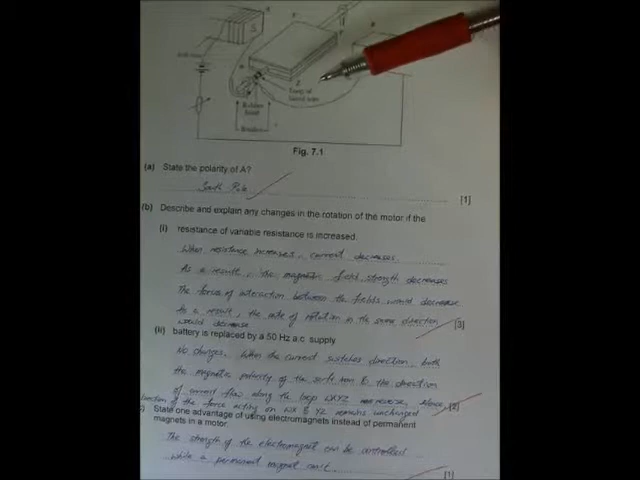 Fig. 7.1
(a) State the polarity of A?
South Pole
[1]
(b) Describe and explain any changes in the rotation of the motor if the
(i) resistance of variable resistance is increased.
When resistance increases, current decreases.
As a result, the magnetic field strength decreases
The force of interaction between the fields would decrease
As a result, the rate of rotation in the same direction
would decrease
[3]
(ii) battery is replaced by a 50 Hz a.c supply.
No changes. When the current switches direction, both
the magnetic polarity of the soft iron & the direction
of current flow along the loop WXYZ reverse
direction of the force acting on WX & YZ remains unchanged
[2]
State one advantage of using electromagnets instead of permanent
magnets in a motor.
The strength of the electromagnet can be controlled
while a permanent magnet can't
[1]